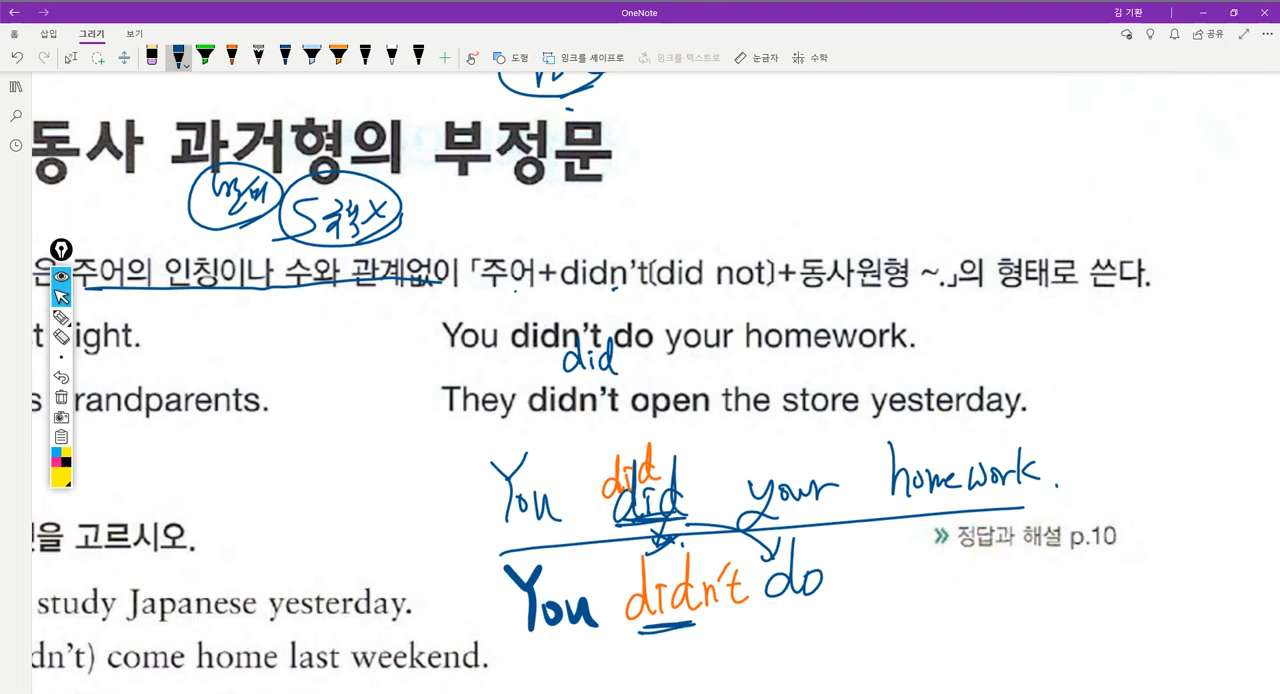 OneNote
김 기환
홈 삽입 그리기 보기
공유
도형 잉크를 셰이프로 잉크를 텍스트로 눈금자 수학
동사 과거형의 부정문
S 규칙X
은 주어의 인칭이나 수와 관계없이 「주어+didn't(did not)+동사원형 ~.」의 형태로 쓴다.
t ight. You didn't do your homework.
did
s randparents. They didn't open the store yesterday.
did
You did your homework.
을 고르시오.
» 정답과 해설 p.10
You didn't do
study Japanese yesterday.
dn't) come home last weekend.